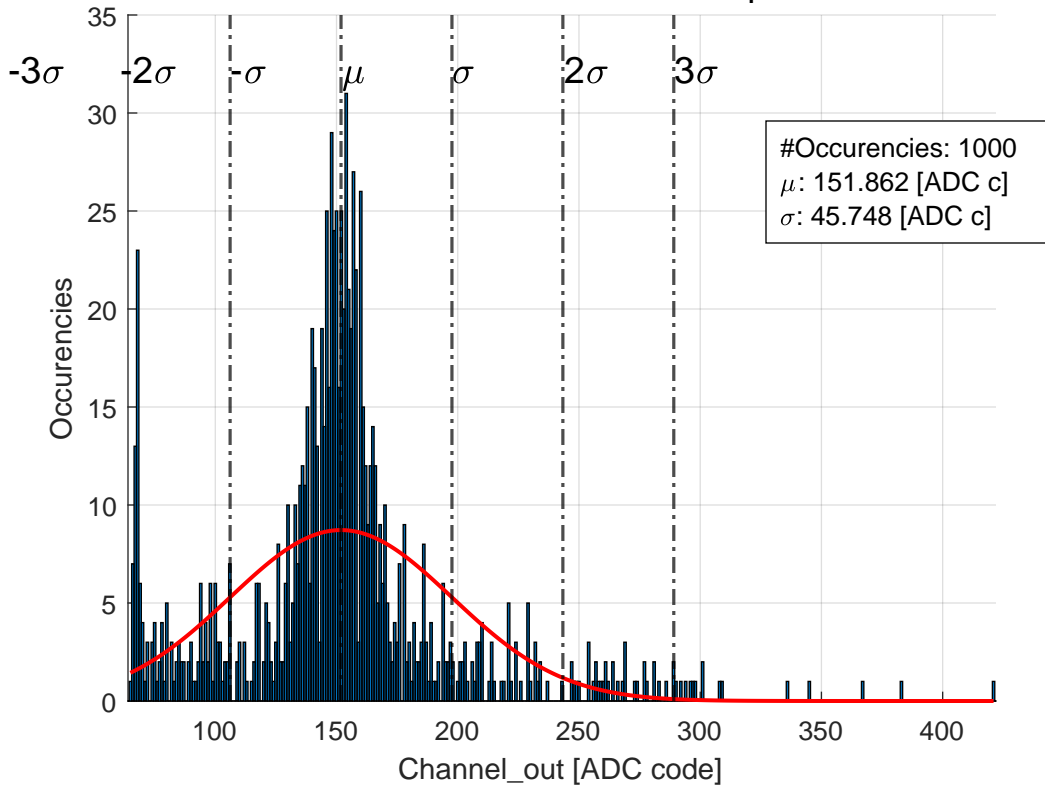 35
-3σ -2σ -σ μ σ 2σ 3σ
30
#Occurencies: 1000
μ: 151.862 [ADC c]
σ: 45.748 [ADC c]
25
20
15
10
5
0
Occurencies
100 150 200 250 300 350 400
Channel_out [ADC code]